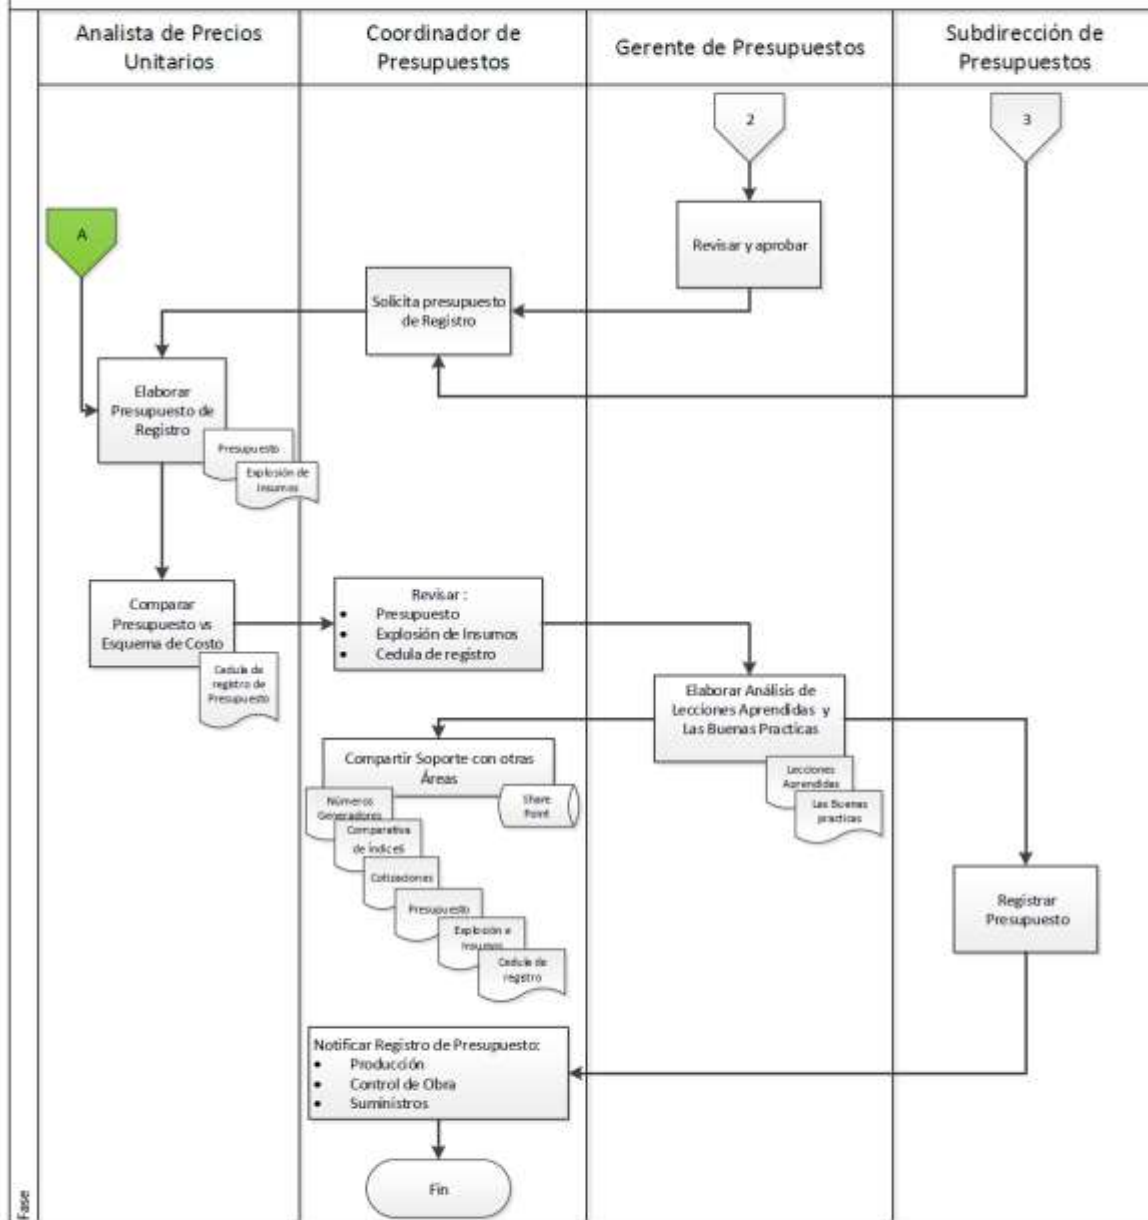 Analista de Precios
Unitarios
Coordinador de
Presupuestos
Gerente de Presupuestos
Subdirección de
Presupuestos
2
3
A
Revisar y aprobar
Solicita presupuesto
de Registro
Elaborar
Presupuesto de
Registro
Presupuesto
Explosión de
Insumos
Comparar
Presupuesto vs
Esquema de Costo
Cedula de
registro de
Presupuesto
Revisar :
• Presupuesto
• Explosión de Insumos
• Cedula de registro
Elaborar Análisis de
Lecciones Aprendidas y
Las Buenas Practicas
Lecciones
Aprendidas
Las Buenas
practicas
Compartir Soporte con otras
Áreas
Share
Point
Números
Generadores
Comparativa
de Índices
Cotizaciones
Presupuesto
Explosión e
Insumos
Cedula de
registro
Registrar
Presupuesto
Notificar Registro de Presupuesto:
• Producción
• Control de Obra
• Suministros
Fin
Fase